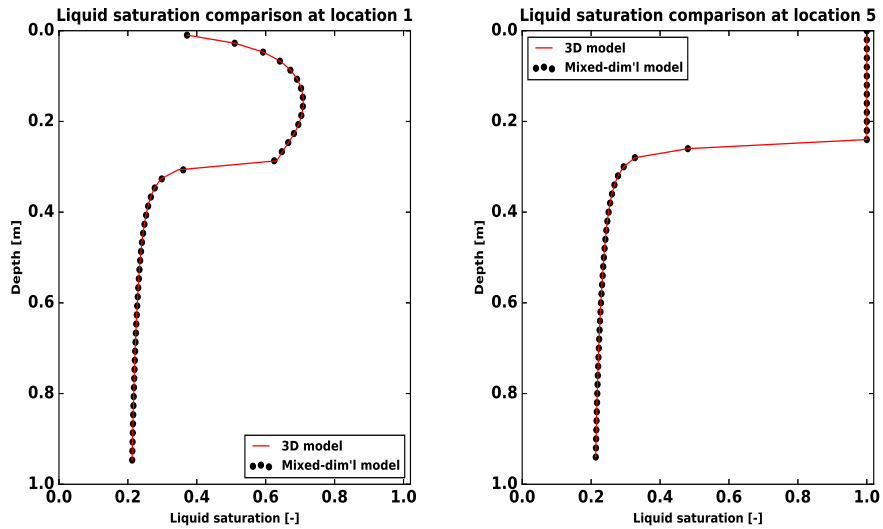 Liquid saturation comparison at location 1
0.0
0.2
0.4
0.6
0.8
1.0
Depth [m]
3D model
Mixed-dim'l model
0.0 0.2 0.4 0.6 0.8 1.0
Liquid saturation [-]
Liquid saturation comparison at location 5
0.0
0.2
0.4
0.6
0.8
1.0
Depth [m]
3D model
Mixed-dim'l model
0.0 0.2 0.4 0.6 0.8 1.0
Liquid saturation [-]